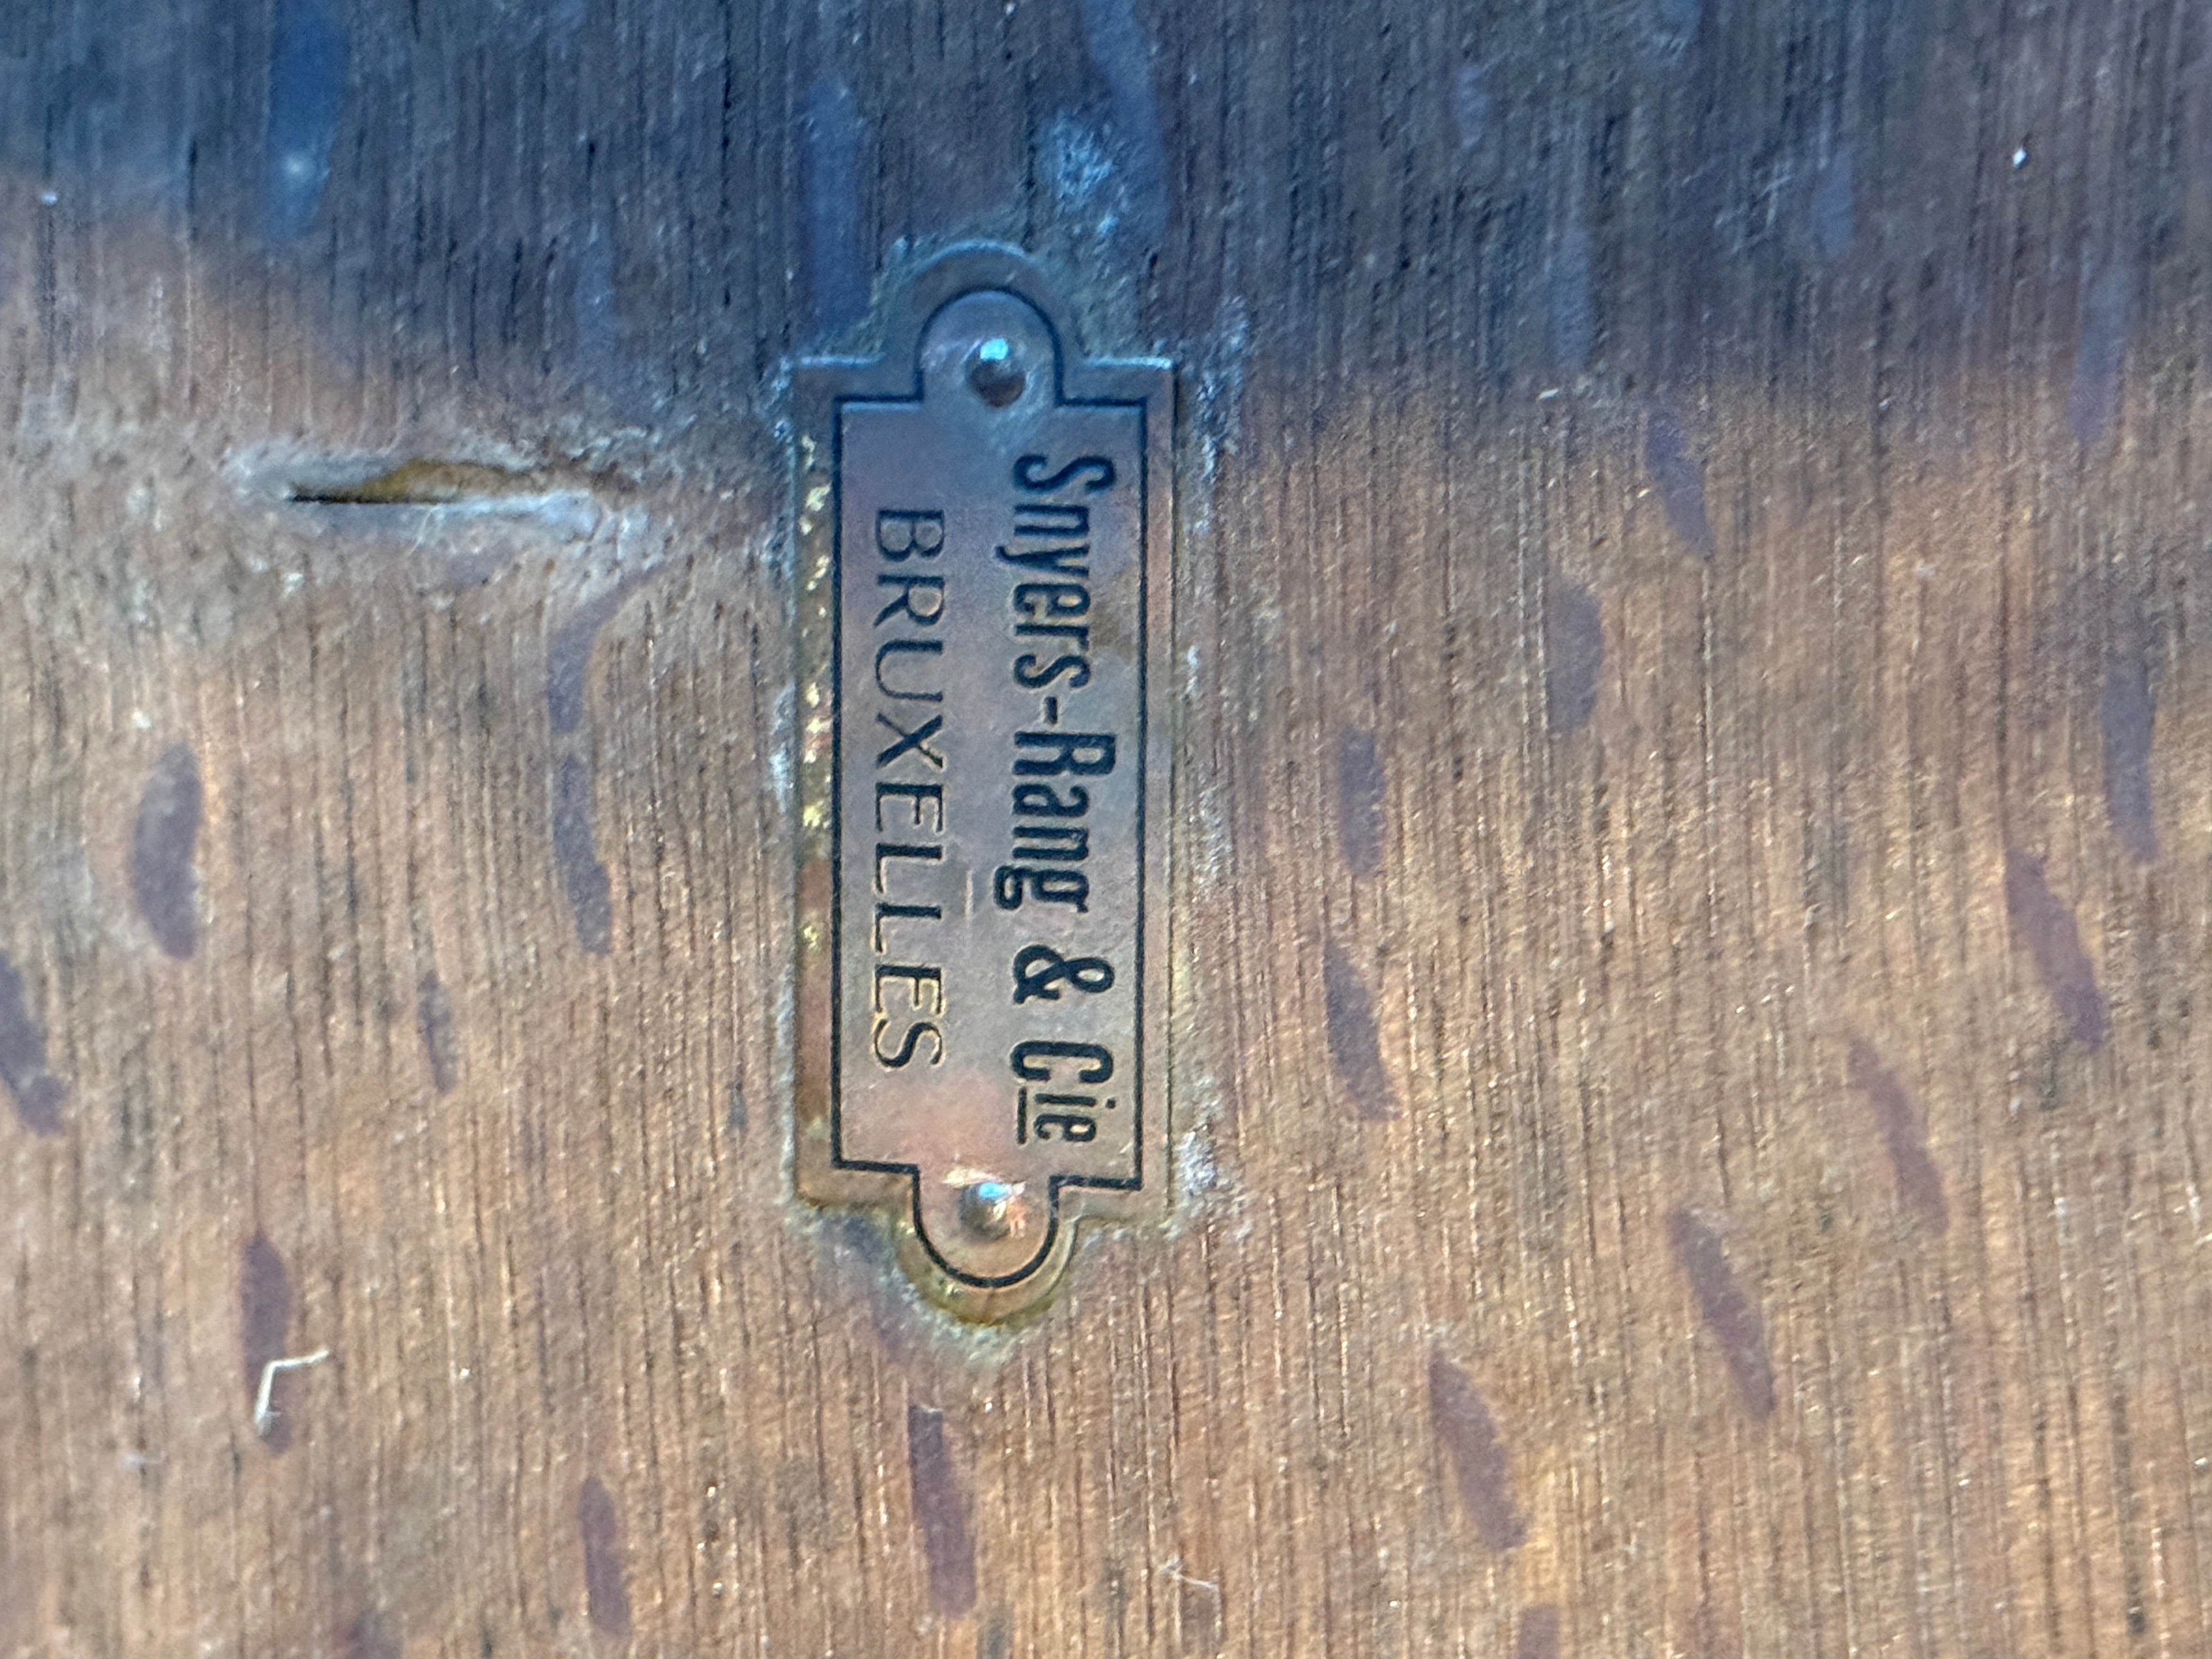 Snyers-Rang & Cie
BRUXELLES